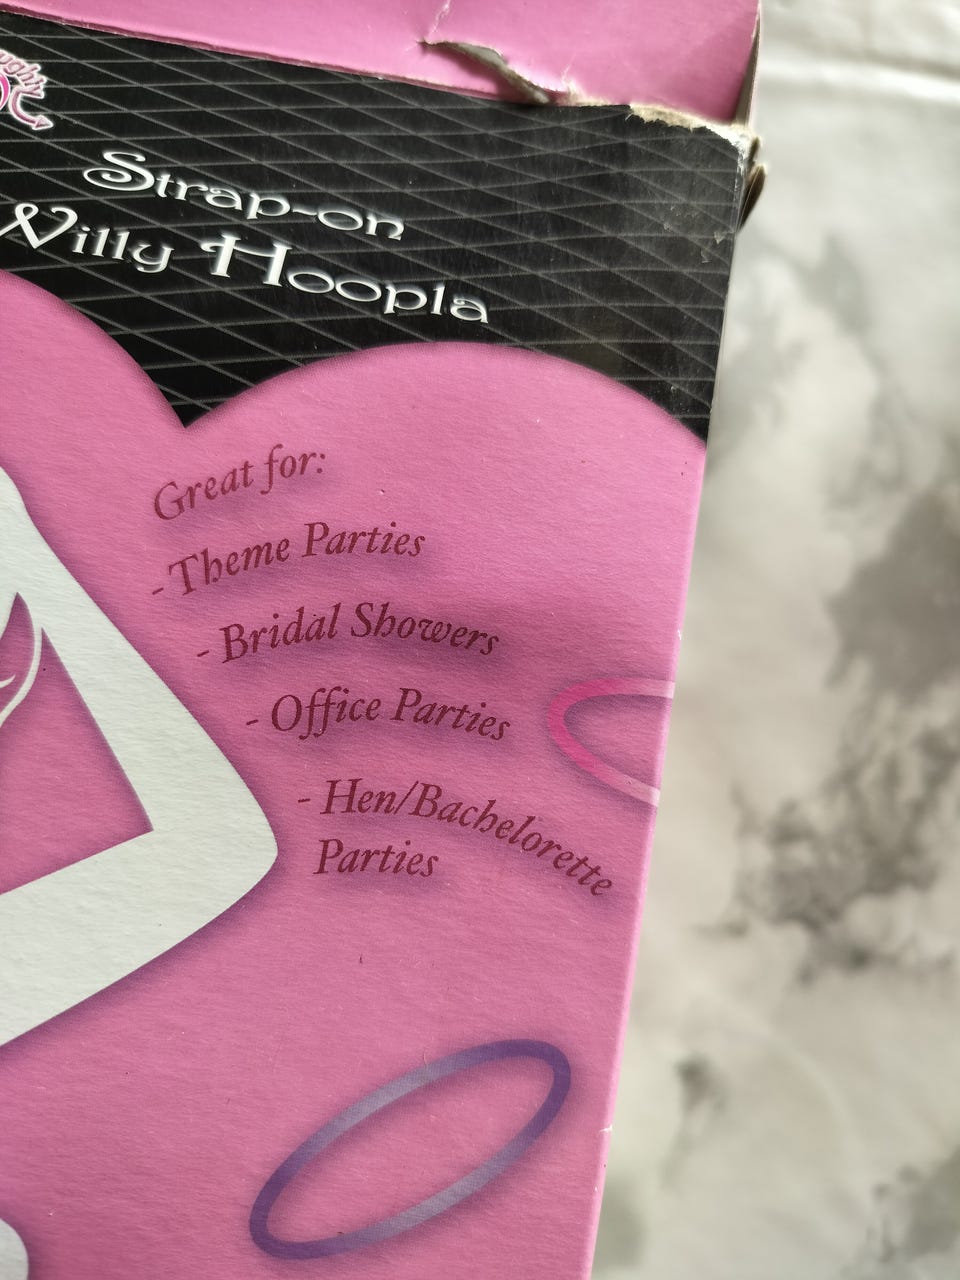 Strap-on
Willy Hoopla
Great for:
- Theme Parties
- Bridal Showers
- Office Parties
- Hen/Bachelorette
Parties